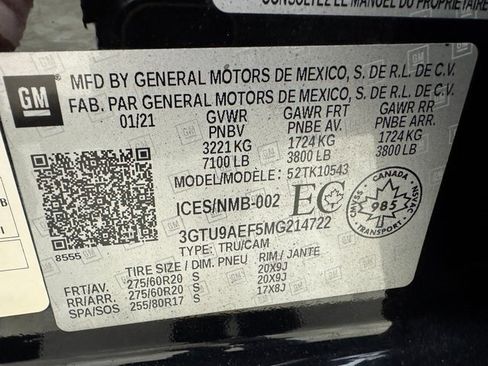 CONSULTEZ LE MANUEL DU PROPRIÉTAIRE
GM
MFD BY GENERAL MOTORS DE MEXICO, S. DE R.L. DE C.V.
FAB. PAR GENERAL MOTORS DE MEXICO, S. DE R.L. DE C.V.
01/21 GVWR GAWR FRT GAWR RR
PNBV PNBE AV. PNBE ARR.
3221 KG 1724 KG 1724 KG
7100 LB 3800 LB 3800 LB
MODEL/MODÈLE: 52TK10543
ICES/NMB-002 EC
CANADA
TMVSS 985 NSVAC
3GTU9AEF5MG214722
8555 TYPE: TRU/CAM
TIRE SIZE / DIM. PNEU RIM / JANTE
FRT/AV. 275/60R20 S 20X9J
RR/ARR. 275/60R20 S 20X9J
SPA/SOS 255/80R17 S 17X8J